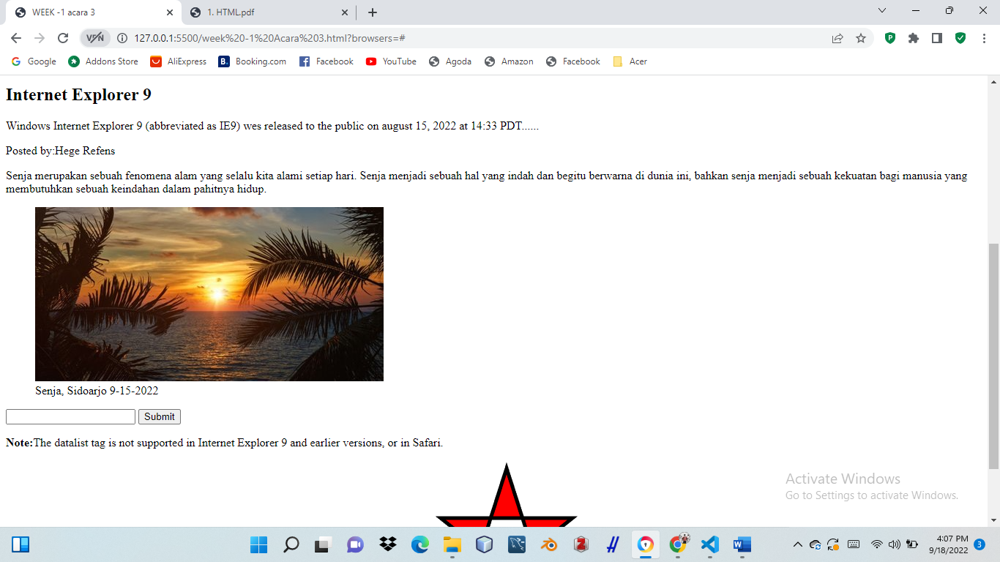 WEEK -1 acara 3
1. HTML.pdf
VPN
127.0.0.1:5500/week%20-1%20Acara%203.html?browsers=#
Google Addons Store AliExpress B. Booking.com Facebook YouTube Agoda Amazon Facebook Acer
Internet Explorer 9
Windows Internet Explorer 9 (abbreviated as IE9) wes released to the public on august 15, 2022 at 14:33 PDT......
Posted by:Hege Refens
Senja merupakan sebuah fenomena alam yang selalu kita alami setiap hari. Senja menjadi sebuah hal yang indah dan begitu berwarna di dunia ini, bahkan senja menjadi sebuah kekuatan bagi manusia yang
membutuhkan sebuah keindahan dalam pahitnya hidup.
Senja, Sidoarjo 9-15-2022
Submit
Note:The datalist tag is not supported in Internet Explorer 9 and earlier versions, or in Safari.
Activate Windows
Go to Settings to activate Windows.
4:07 PM
9/18/2022
3